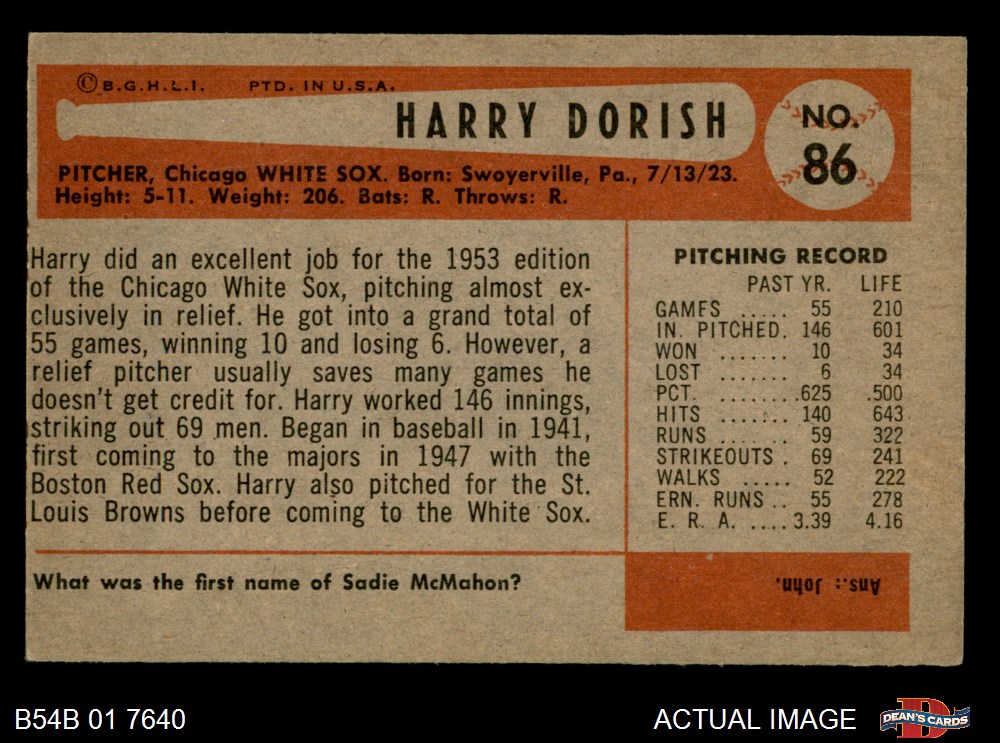 ©B.G.H.L.I. PTD. IN U.S.A.
HARRY DORISH
NO.
86
PITCHER, Chicago WHITE SOX. Born: Swoyerville, Pa., 7/13/23.
Height: 5-11. Weight: 206. Bats: R. Throws: R.
Harry did an excellent job for the 1953 edition
of the Chicago White Sox, pitching almost ex-
clusively in relief. He got into a grand total of
55 games, winning 10 and losing 6. However, a
relief pitcher usually saves many games he
doesn't get credit for. Harry worked 146 innings,
striking out 69 men. Began in baseball in 1941,
first coming to the majors in 1947 with the
Boston Red Sox. Harry also pitched for the St.
Louis Browns before coming to the White Sox.
PITCHING RECORD
PAST YR. LIFE
GAMES ..... 55 210
IN. PITCHED. 146 601
WON ....... 10 34
LOST ....... 6 34
PCT. ........625 .500
HITS ....... 140 643
RUNS ....... 59 322
STRIKEOUTS . 69 241
WALKS ..... 52 222
ERN. RUNS .. 55 278
E. R. A. ....3.39 4.16
What was the first name of Sadie McMahon?
Ans.: John.
B54B 01 7640
ACTUAL IMAGE
D
DEAN'S CARDS